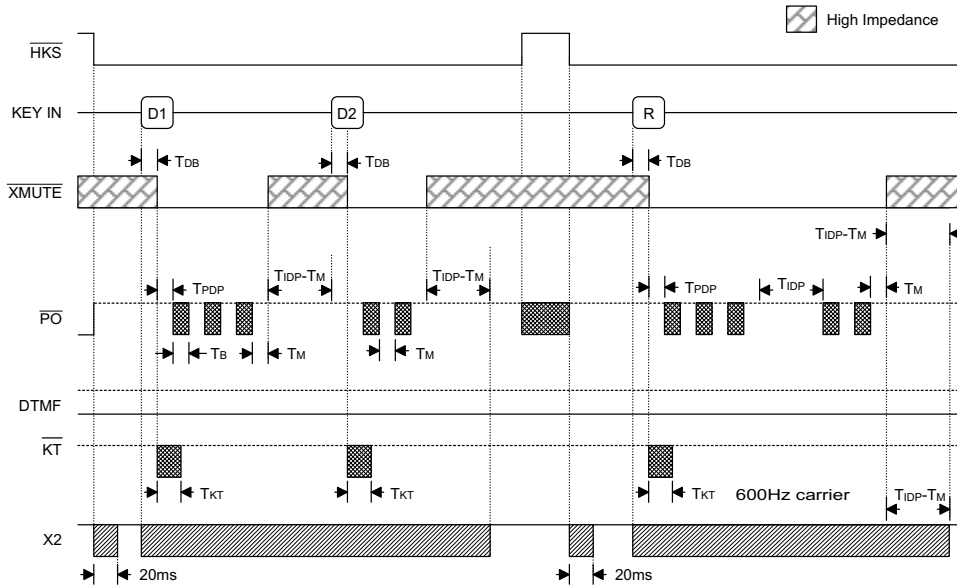 High Impedance
HKS
KEY IN D1 D2 R
TDB TDB TDB
XMUTE
TIDP-TM
TPDP TIDP-TM TIDP-TM TPDP TIDP TM
PO
TB TM TM
DTMF
KT
TKT TKT TKT 600Hz carrier TIDP-TM
X2
20ms 20ms